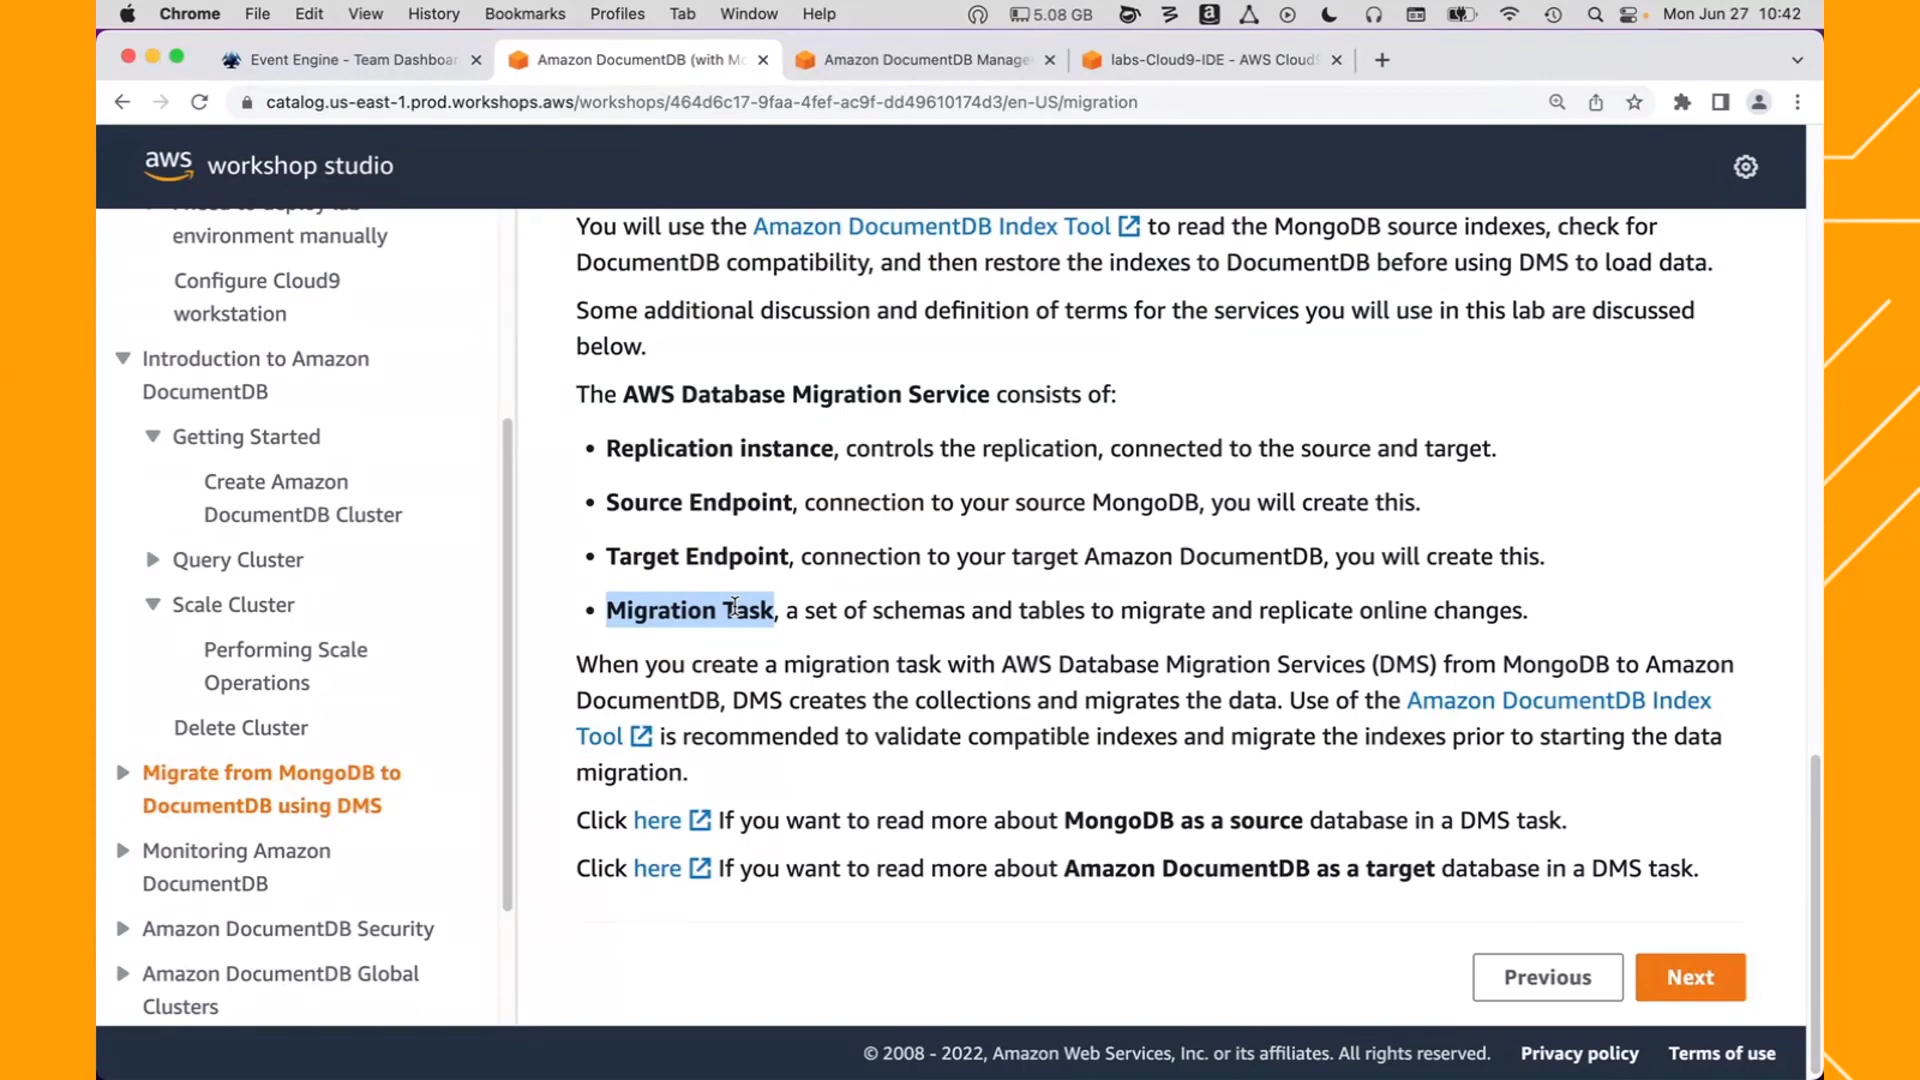 Chrome File Edit View History Bookmarks Profiles Tab Window Help 5.08 GB Mon Jun 27 10:42
Event Engine - Team Dashboar
Amazon DocumentDB (with Mo
Amazon DocumentDB Manage
labs-Cloud9-IDE - AWS Cloud9
catalog.us-east-1.prod.workshops.aws/workshops/464d6c17-9faa-4fef-ac9f-dd49610174d3/en-US/migration
aws workshop studio
environment manually
Configure Cloud9
workstation
Introduction to Amazon
DocumentDB
Getting Started
Create Amazon
DocumentDB Cluster
Query Cluster
Scale Cluster
Performing Scale
Operations
Delete Cluster
Migrate from MongoDB to
DocumentDB using DMS
Monitoring Amazon
DocumentDB
Amazon DocumentDB Security
Amazon DocumentDB Global
Clusters
You will use the Amazon DocumentDB Index Tool to read the MongoDB source indexes, check for
DocumentDB compatibility, and then restore the indexes to DocumentDB before using DMS to load data.
Some additional discussion and definition of terms for the services you will use in this lab are discussed
below.
The AWS Database Migration Service consists of:
• Replication instance, controls the replication, connected to the source and target.
• Source Endpoint, connection to your source MongoDB, you will create this.
• Target Endpoint, connection to your target Amazon DocumentDB, you will create this.
• Migration Task, a set of schemas and tables to migrate and replicate online changes.
When you create a migration task with AWS Database Migration Services (DMS) from MongoDB to Amazon
DocumentDB, DMS creates the collections and migrates the data. Use of the Amazon DocumentDB Index
Tool is recommended to validate compatible indexes and migrate the indexes prior to starting the data
migration.
Click here If you want to read more about MongoDB as a source database in a DMS task.
Click here If you want to read more about Amazon DocumentDB as a target database in a DMS task.
Previous
Next
© 2008 - 2022, Amazon Web Services, Inc. or its affiliates. All rights reserved. Privacy policy Terms of use